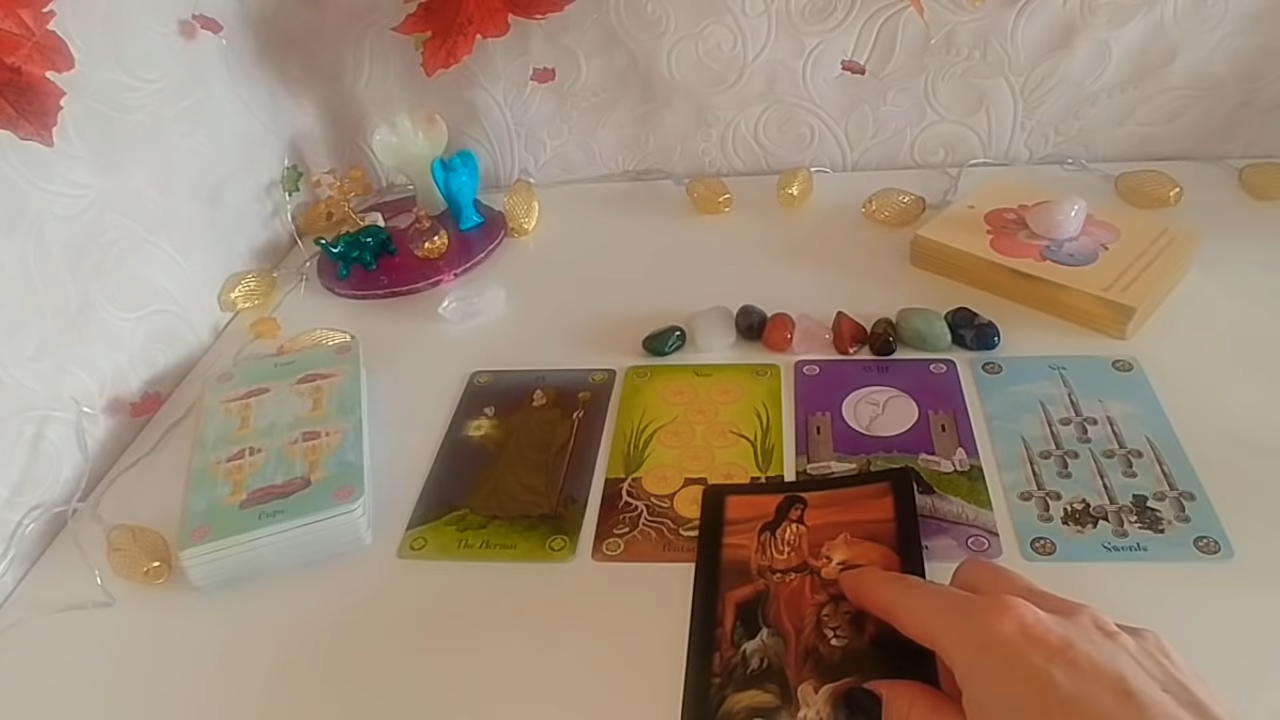 Four
Cups
IX
The Hermit
Nine
XVIII
Six
Swords